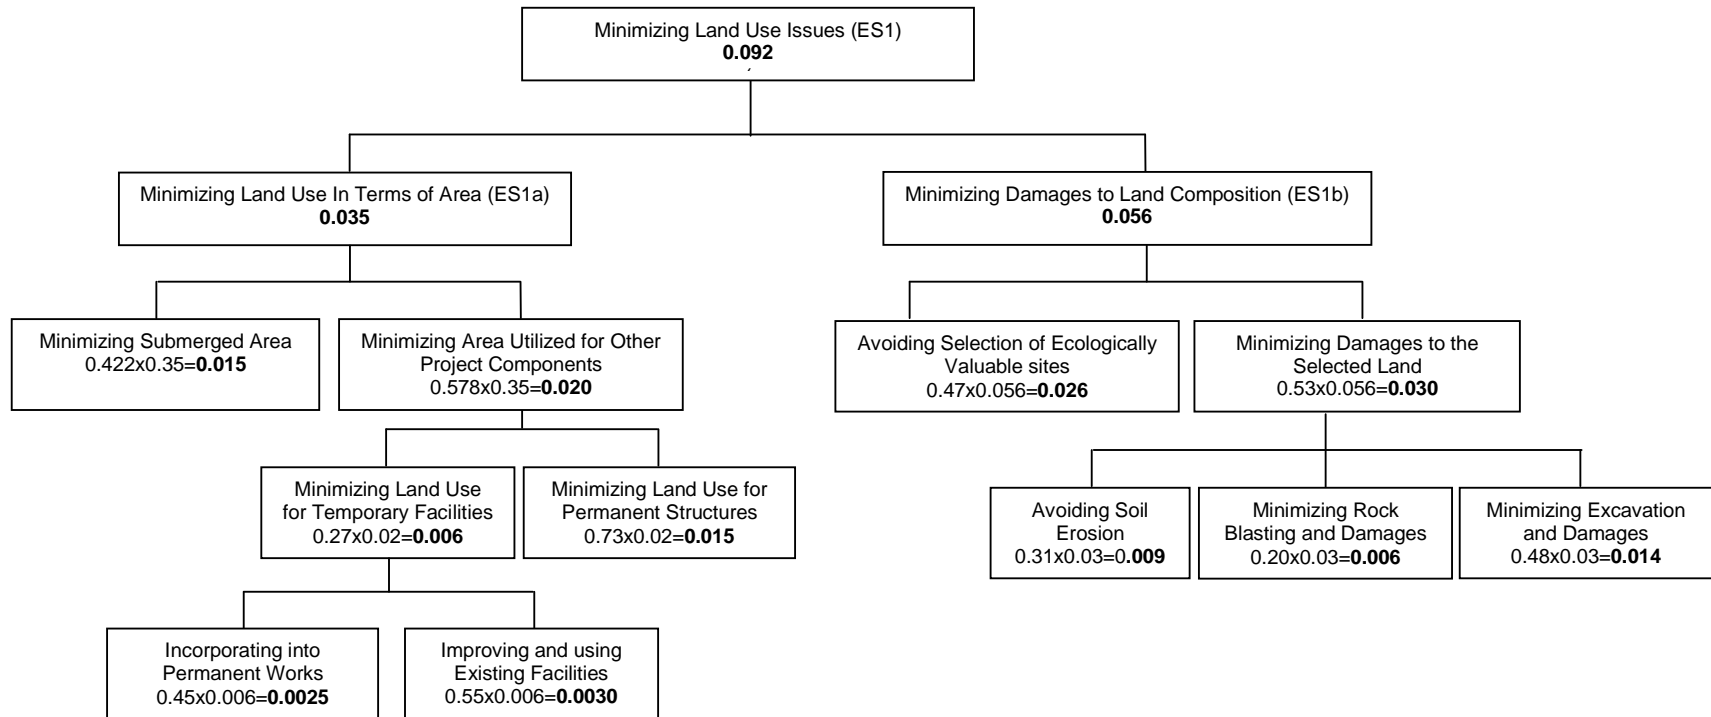 Minimizing Land Use Issues (ES1)
0.092
Minimizing Land Use In Terms of Area (ES1a)
0.035
Minimizing Damages to Land Composition (ES1b)
0.056
Minimizing Submerged Area
0.422x0.35=0.015
Minimizing Area Utilized for Other
Project Components
0.578x0.35=0.020
Avoiding Selection of Ecologically
Valuable sites
0.47x0.056=0.026
Minimizing Damages to the
Selected Land
0.53x0.056=0.030
Minimizing Land Use
for Temporary Facilities
0.27x0.02=0.006
Minimizing Land Use for
Permanent Structures
0.73x0.02=0.015
Avoiding Soil
Erosion
0.31x0.03=0.009
Minimizing Rock
Blasting and Damages
0.20x0.03=0.006
Minimizing Excavation
and Damages
0.48x0.03=0.014
Incorporating into
Permanent Works
0.45x0.006=0.0025
Improving and using
Existing Facilities
0.55x0.006=0.0030